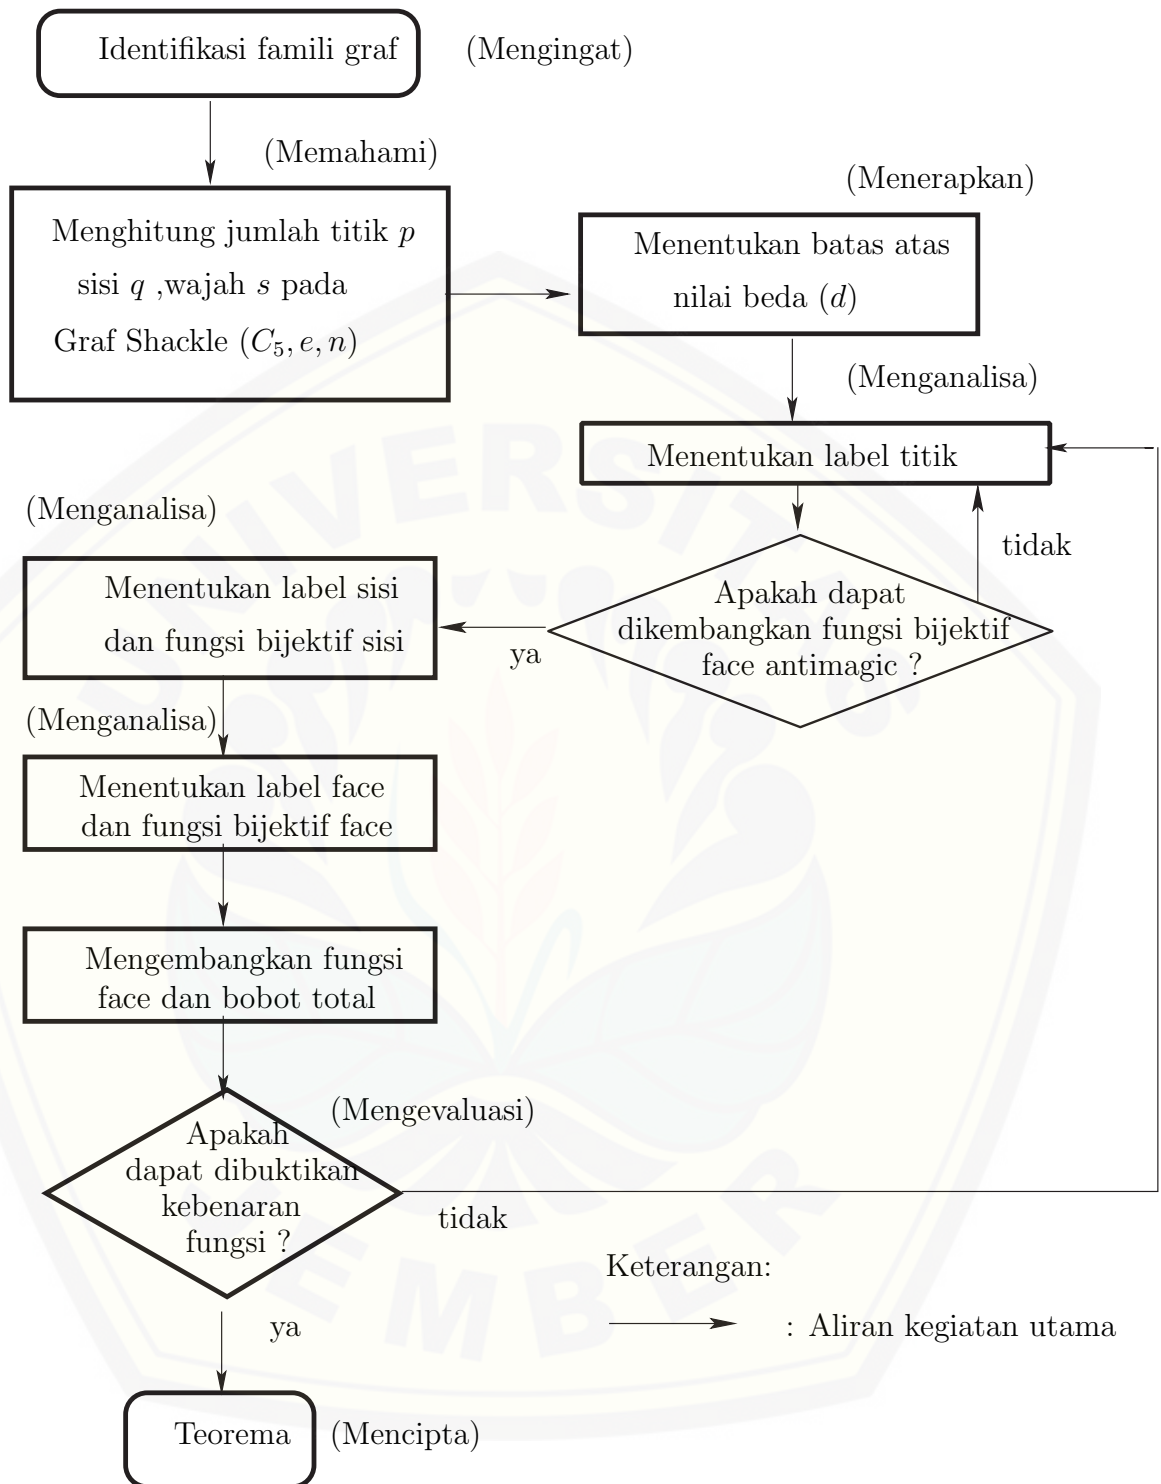 Identifikasi famili graf
(Mengingat)
(Memahami)
Menghitung jumlah titik p
sisi q ,wajah s pada
Graf Shackle (C₅, e, n)
(Menerapkan)
Menentukan batas atas
nilai beda (d)
(Menganalisa)
Menentukan label titik
tidak
Apakah dapat
dikembangkan fungsi bijektif
face antimagic ?
ya
(Menganalisa)
Menentukan label sisi
dan fungsi bijektif sisi
(Menganalisa)
Menentukan label face
dan fungsi bijektif face
Mengembangkan fungsi
face dan bobot total
(Mengevaluasi)
Apakah
dapat dibuktikan
kebenaran
fungsi ?
tidak
ya
Teorema
(Mencipta)
Keterangan:
: Aliran kegiatan utama
UNIVERSITAS
JEMBER